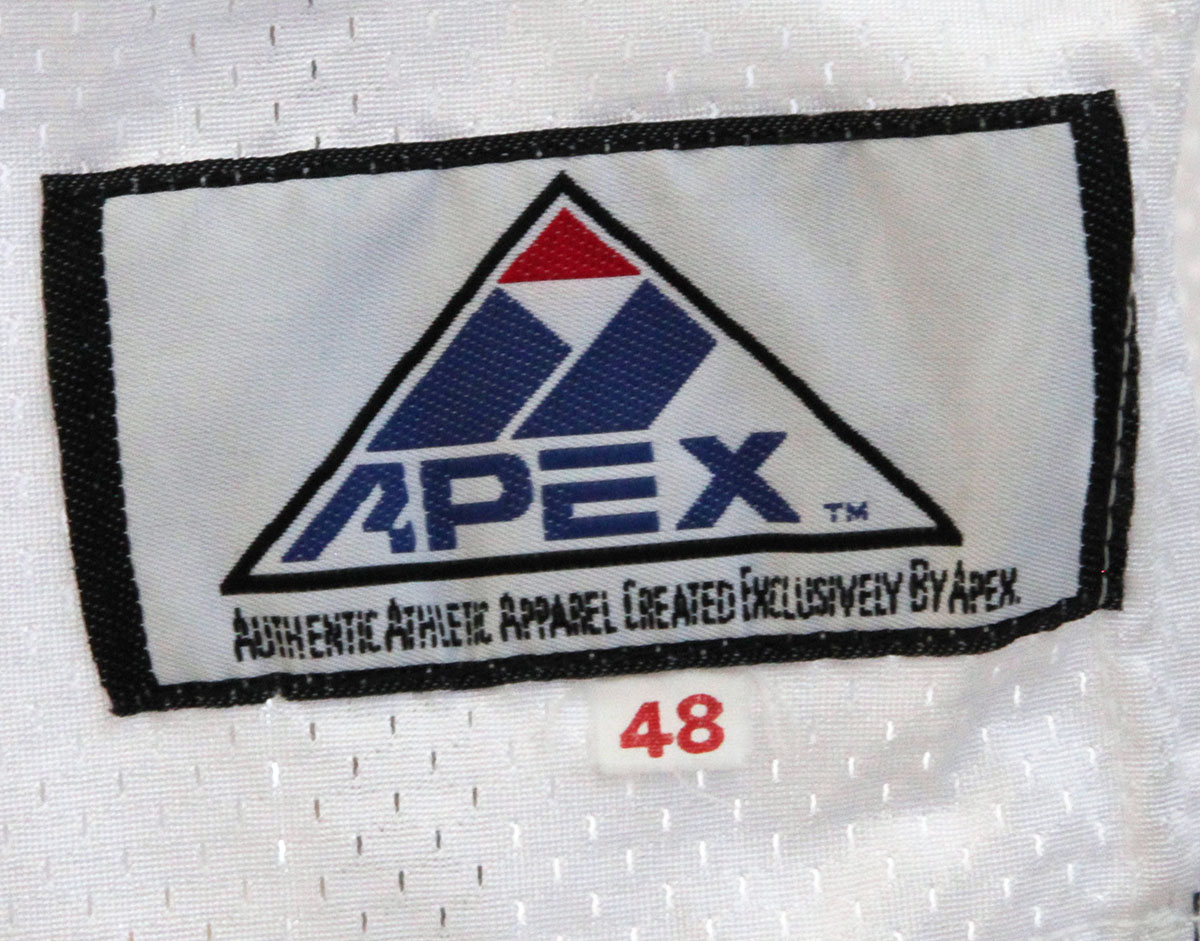 APEX ™
AUTHENTIC ATHLETIC APPAREL CREATED EXCLUSIVELY BY APEX.
48